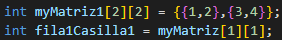 int myMatriz1[2][2] = {{1,2},{3,4}};
int fila1Casilla1 = myMatriz[1][1];